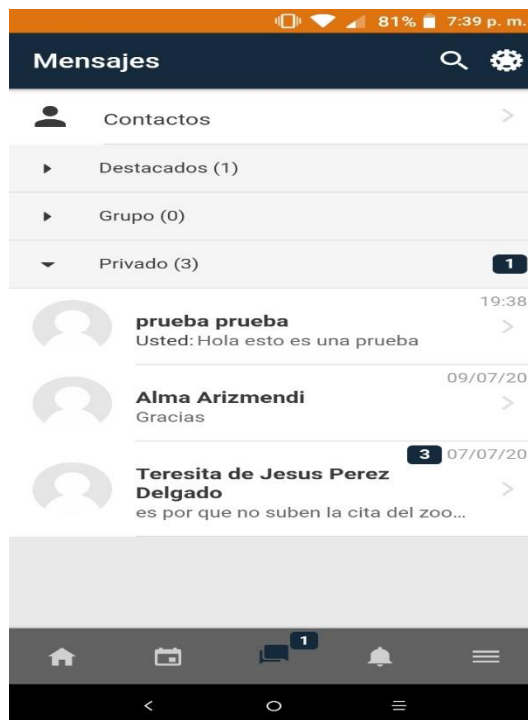 81% 7:39 p. m.
Mensajes
Contactos
Destacados (1)
Grupo (0)
Privado (3) 1
19:38
prueba prueba
Usted: Hola esto es una prueba
09/07/20
Alma Arizmendi
Gracias
3 07/07/20
Teresita de Jesus Perez
Delgado
es por que no suben la cita del zoo...
1